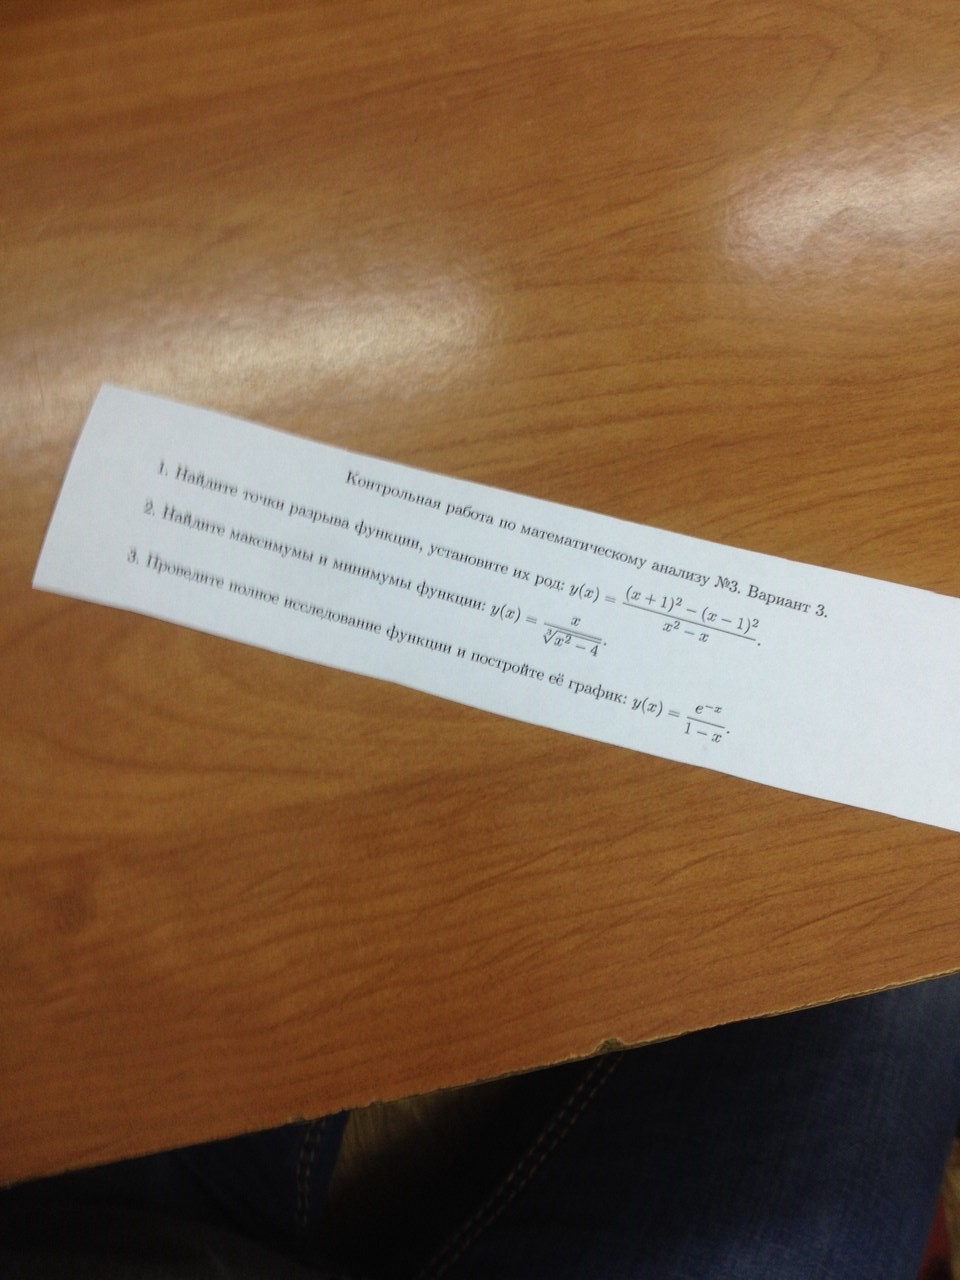 Контрольная работа по математическому анализу №3. Вариант 3.
1. Найдите точки разрыва функции, установите их род: y(x) = \frac{(x + 1)^2 − (x − 1)^2}{x^2 − x}.
2. Найдите максимумы и минимумы функции: y(x) = \frac{x}{\sqrt[3]{x^2 − 4}}.
3. Проведите полное исследование функции и постройте её график: y(x) = \frac{e^{−x}}{1 − x}.